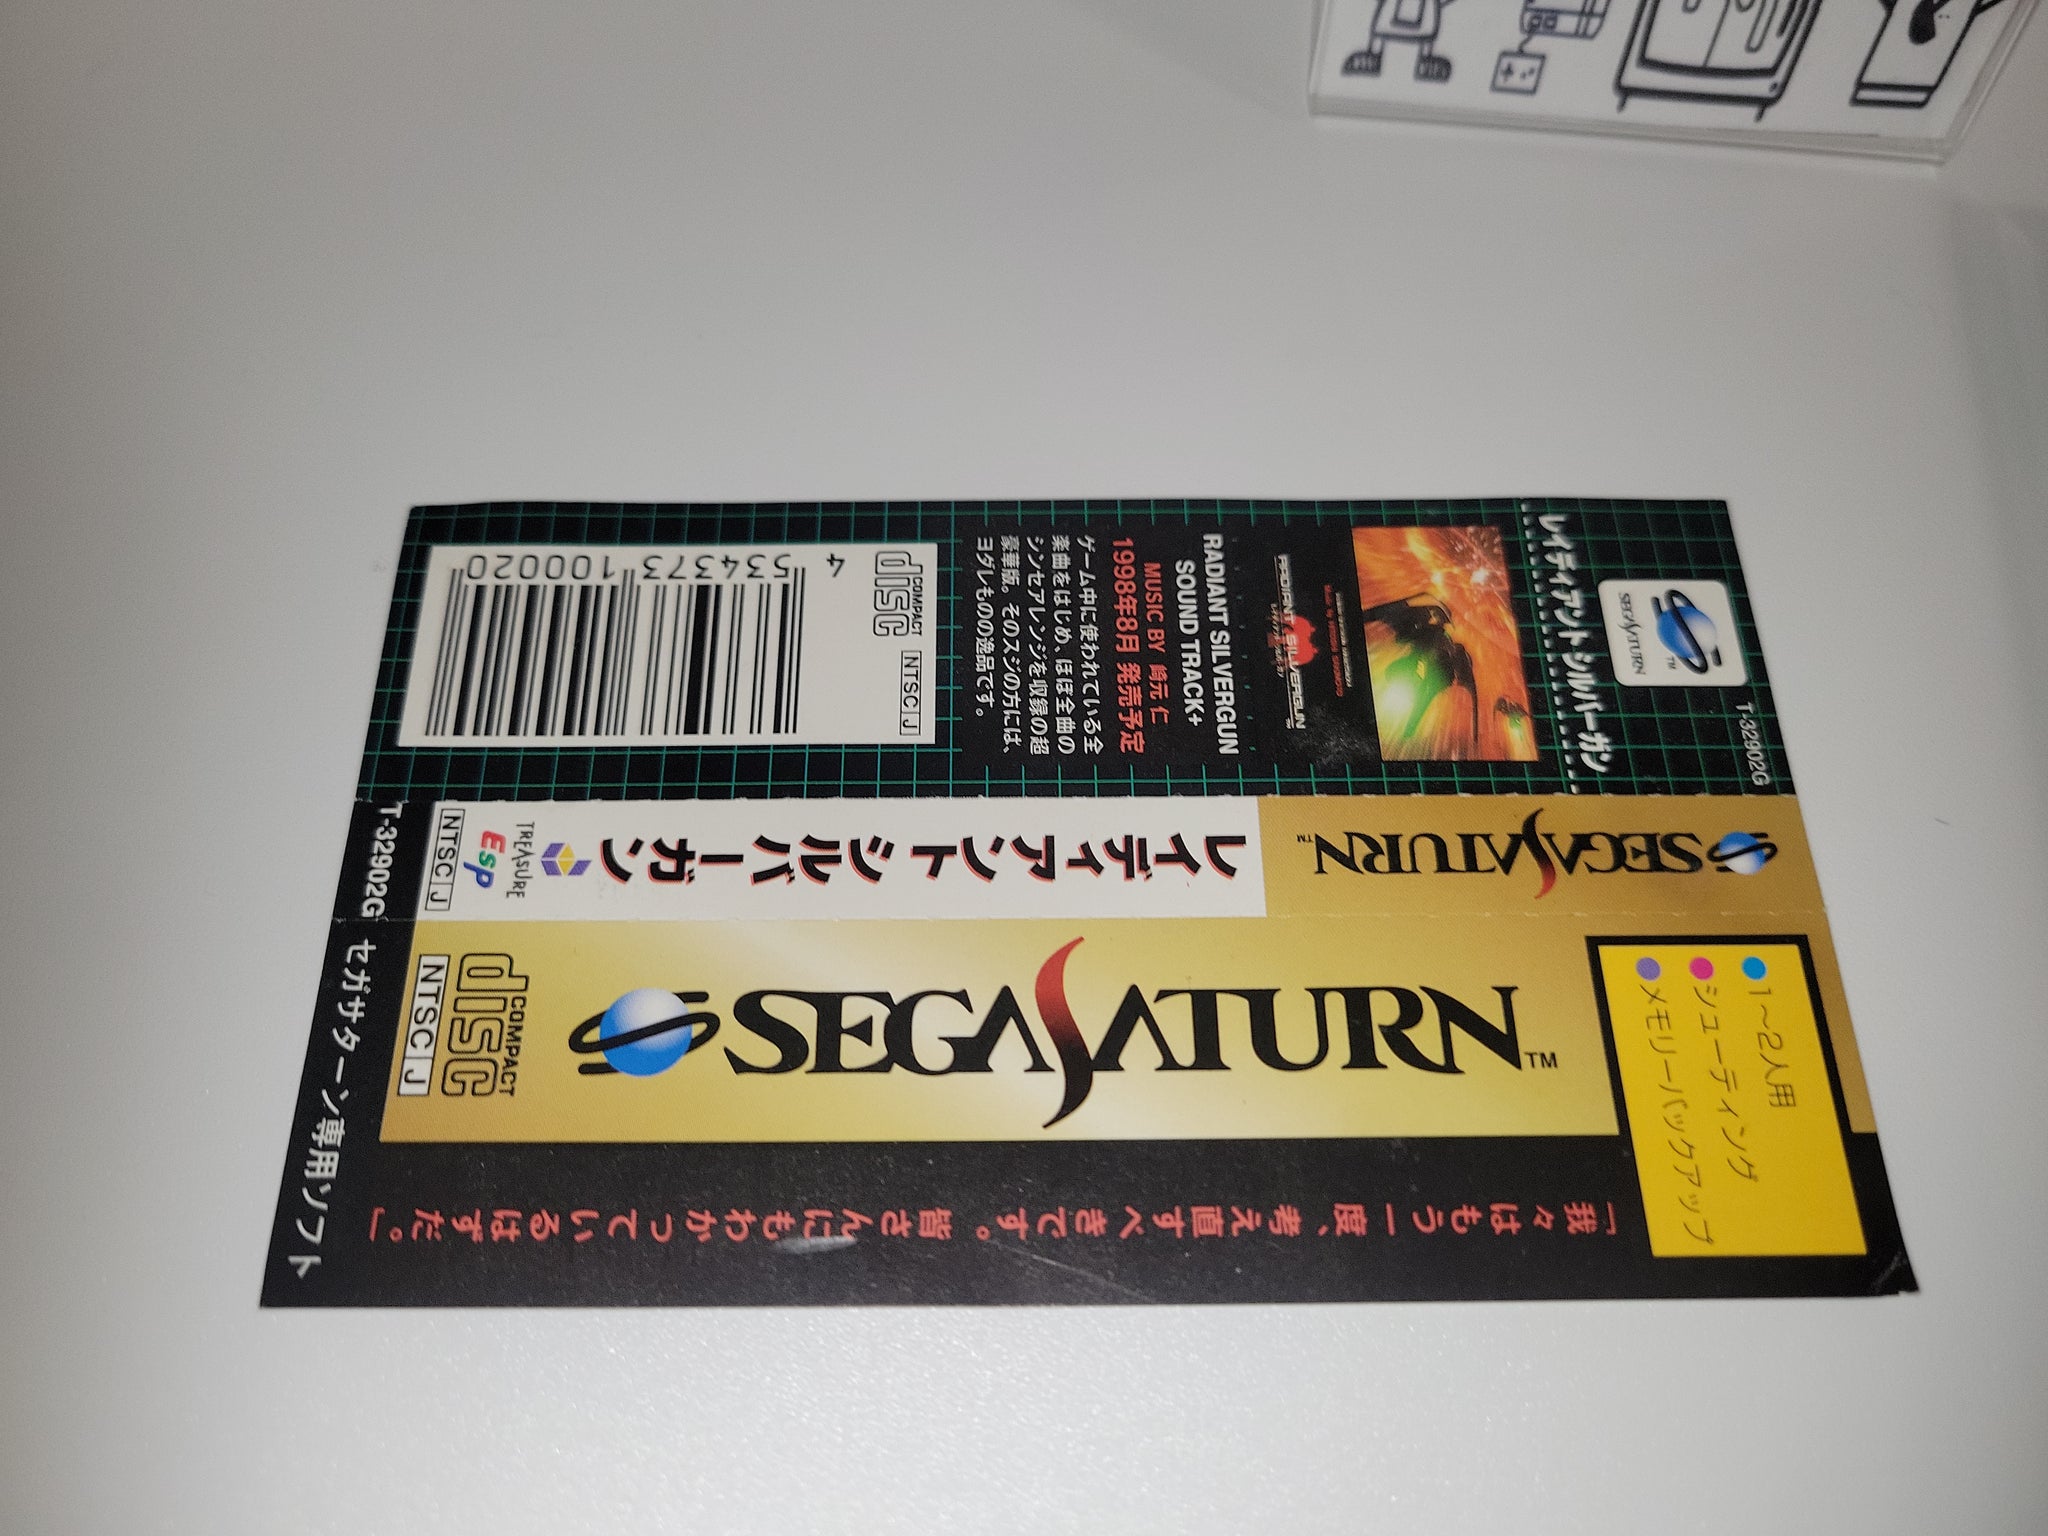 レイディアント シルバーガン
SEGA SATURN
TM
T-32902G
RADIANT SILVERGUN
RADIANT SILVERGUN
SOUND TRACK+
MUSIC BY 崎元 仁
1998年8月 発売予定
ゲーム中に使われている全
楽曲をはじめ、ほぼ全曲の
シンセアレンジを収録の超
豪華版。そのスジの方には、
ヨダレものの逸品です。
COMPACT
disc
NTSC J
4 534373 100020
SEGA SATURN TM
レイディアント シルバーガン
TREASURE
ESP
NTSC J
T-32902G
セガサターン専用ソフト
COMPACT
disc
NTSC J
SEGA SATURN TM
1〜2人用
シューティング
メモリーバックアップ
「我々はもう一度、考え直すべきです。皆さんにもわかっているはずだ。」